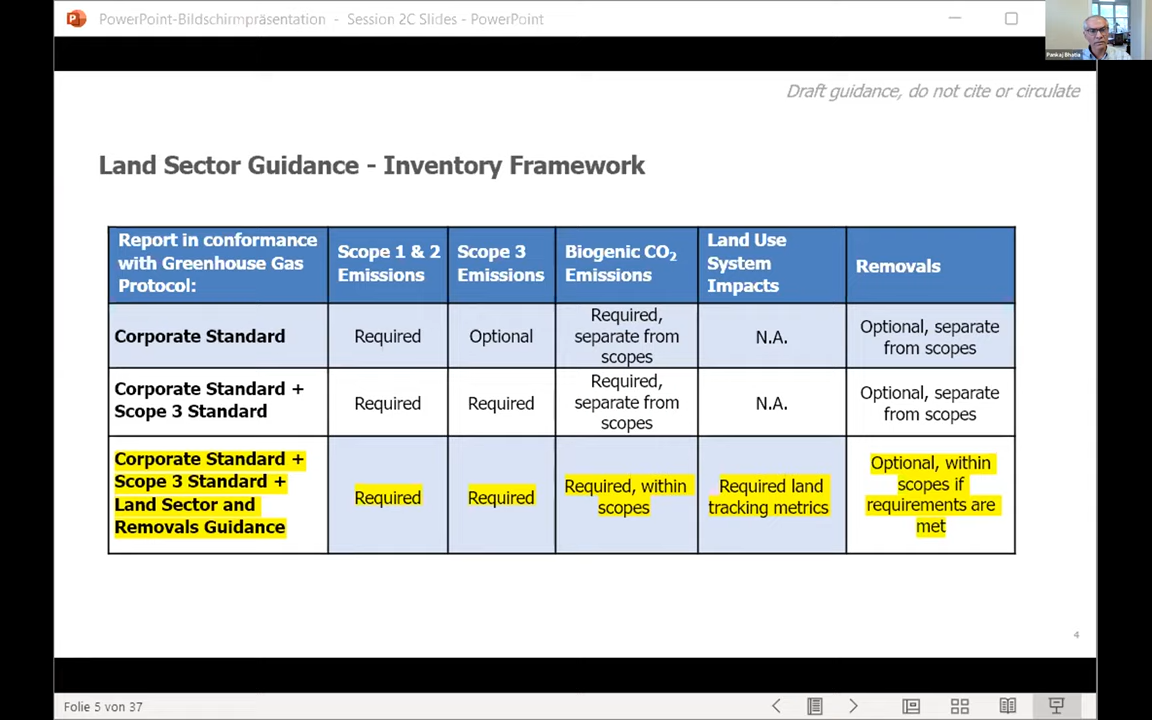 PowerPoint-Bildschirmpräsentation - Session 2C Slides - PowerPoint
Pankaj Bhatia
Draft guidance, do not cite or circulate
Land Sector Guidance - Inventory Framework
Report in conformance
with Greenhouse Gas
Protocol:
Scope 1 & 2
Emissions
Scope 3
Emissions
Biogenic CO₂
Emissions
Land Use
System
Impacts
Removals
Corporate Standard
Required
Optional
Required,
separate from
scopes
N.A.
Optional, separate
from scopes
Corporate Standard +
Scope 3 Standard
Required
Required
Required,
separate from
scopes
N.A.
Optional, separate
from scopes
Corporate Standard +
Scope 3 Standard +
Land Sector and
Removals Guidance
Required
Required
Required, within
scopes
Required land
tracking metrics
Optional, within
scopes if
requirements are
met
4
Folie 5 von 37